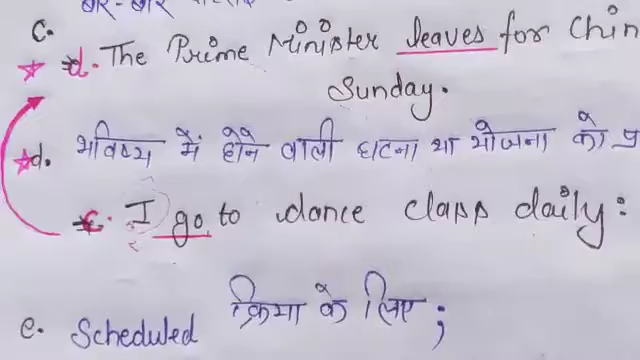 बार-बार
c.
d. The Prime Minister leaves for Chin
Sunday.
d. भविष्य में होने वाली घटना या योजना को प्र
c. I go to dance class daily:
e. Scheduled क्रिया के लिए;